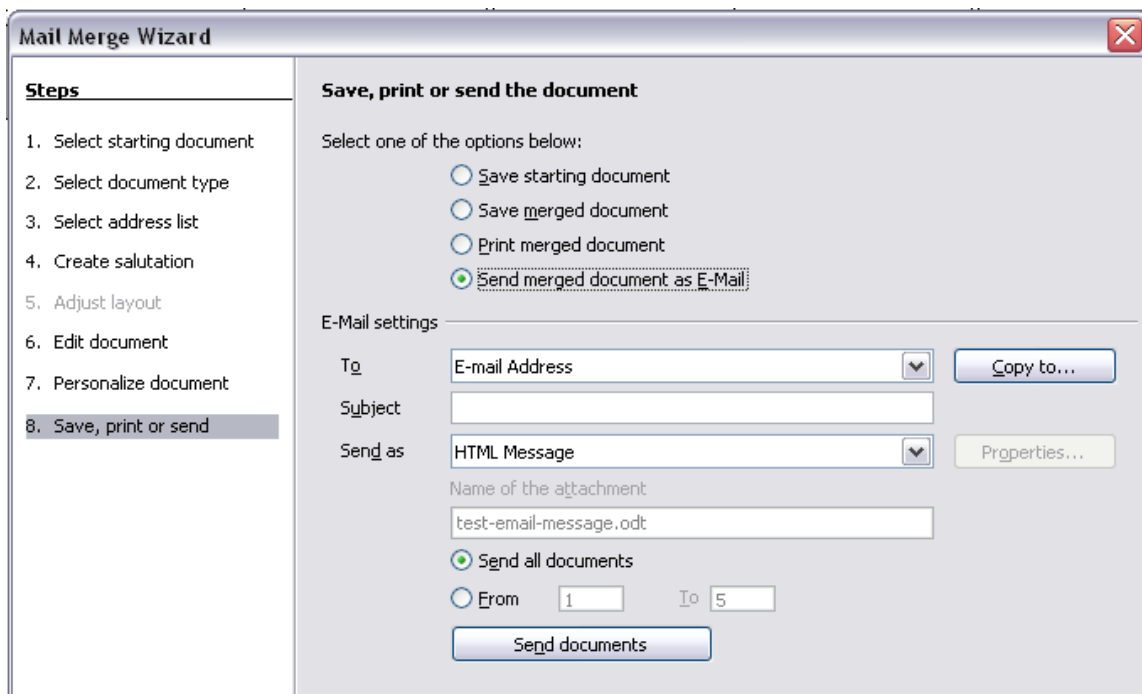 Mail Merge Wizard
Steps
1. Select starting document
2. Select document type
3. Select address list
4. Create salutation
5. Adjust layout
6. Edit document
7. Personalize document
8. Save, print or send
Save, print or send the document
Select one of the options below:
Save starting document
Save merged document
Print merged document
Send merged document as E-Mail
E-Mail settings
To E-mail Address Copy to...
Subject
Send as HTML Message Properties...
Name of the attachment
test-email-message.odt
Send all documents
From 1 To 5
Send documents